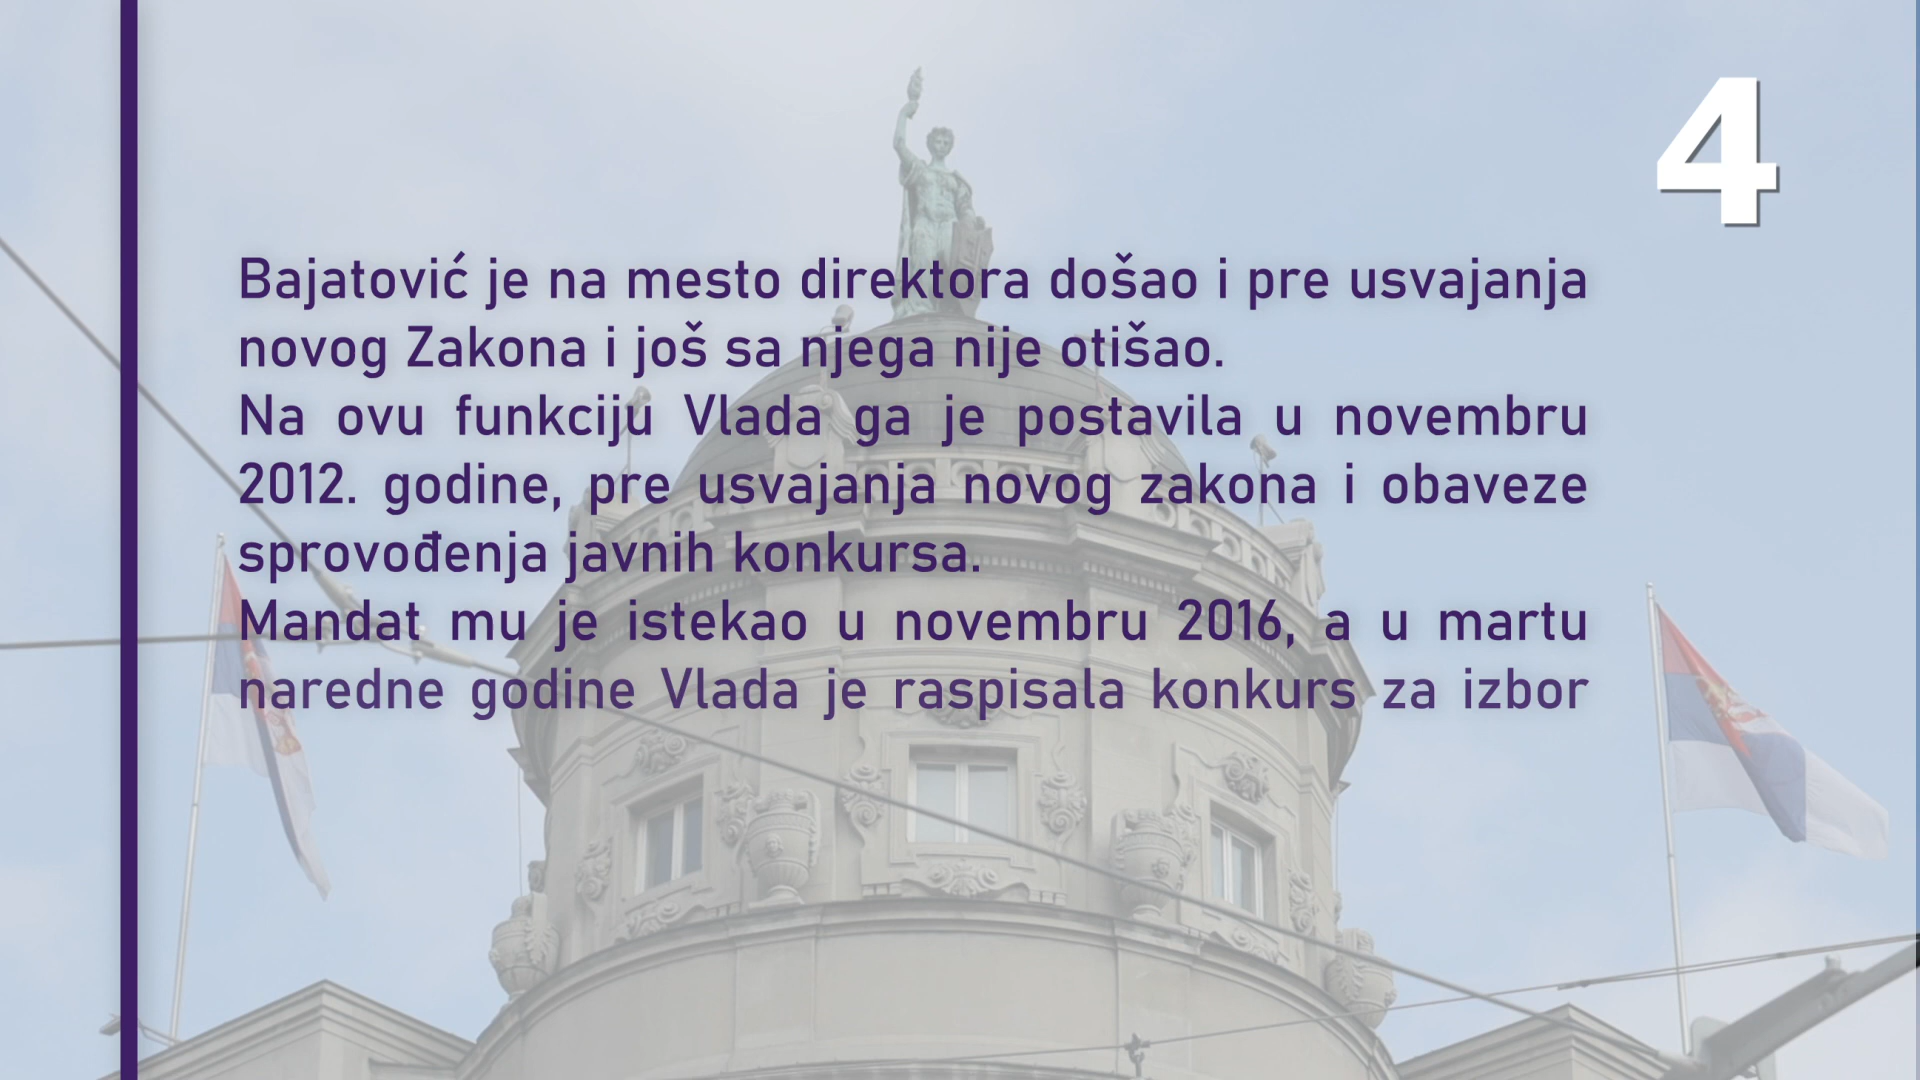 4
Bajatović je na mesto direktora došao i pre usvajanja
novog Zakona i još sa njega nije otišao.
Na ovu funkciju Vlada ga je postavila u novembru
2012. godine, pre usvajanja novog zakona i obaveze
sprovođenja javnih konkursa.
Mandat mu je istekao u novembru 2016, a u martu
naredne godine Vlada je raspisala konkurs za izbor